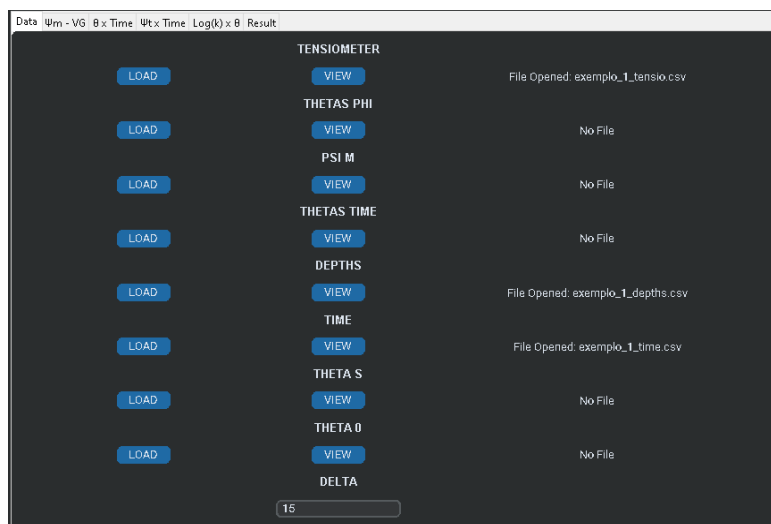 Data Ψm - VG θ x Time Ψt x Time Log(k) x θ Result
TENSIOMETER
LOAD VIEW File Opened: exemplo_1_tensio.csv
THETAS PHI
LOAD VIEW No File
PSI M
LOAD VIEW No File
THETAS TIME
LOAD VIEW No File
DEPTHS
LOAD VIEW File Opened: exemplo_1_depths.csv
TIME
LOAD VIEW File Opened: exemplo_1_time.csv
THETA S
LOAD VIEW No File
THETA 0
LOAD VIEW No File
DELTA
15